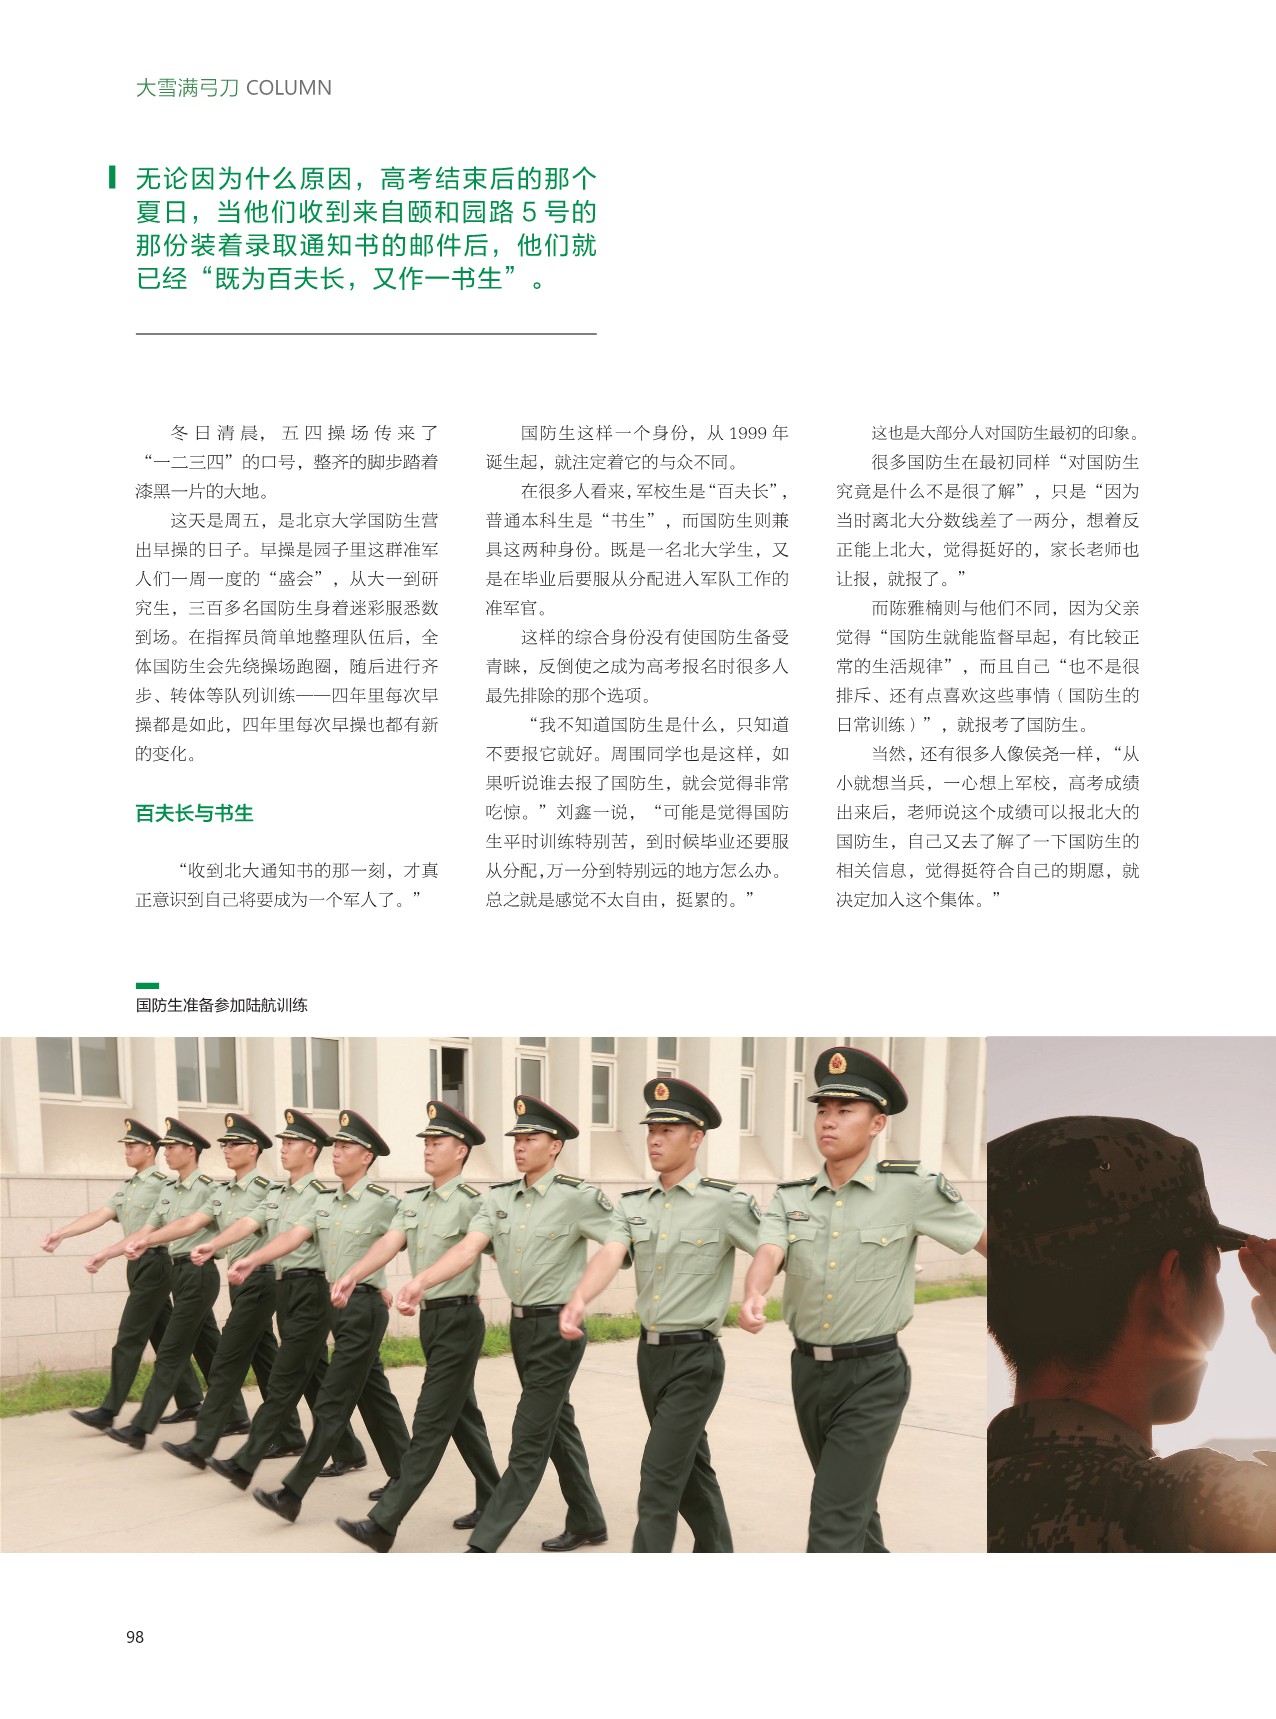 大雪满弓刀 COLUMN
无论因为什么原因，高考结束后的那个
夏日，当他们收到来自颐和园路 5 号的
那份装着录取通知书的邮件后，他们就
已经“既为百夫长，又作一书生”。
冬日清晨，五四操场传来了
“一二三四”的口号，整齐的脚步踏着
漆黑一片的大地。
这天是周五，是北京大学国防生营
出早操的日子。早操是园子里这群准军
人们一周一度的“盛会”，从大一到研
究生，三百多名国防生身着迷彩服悉数
到场。在指挥员简单地整理队伍后，全
体国防生会先绕操场跑圈，随后进行齐
步、转体等队列训练——四年里每次早
操都是如此，四年里每次早操也都有新
的变化。
百夫长与书生
“收到北大通知书的那一刻，才真
正意识到自己将要成为一个军人了。”
国防生这样一个身份，从 1999 年
诞生起，就注定着它的与众不同。
在很多人看来，军校生是“百夫长”，
普通本科生是“书生”，而国防生则兼
具这两种身份。既是一名北大学生，又
是在毕业后要服从分配进入军队工作的
准军官。
这样的综合身份没有使国防生备受
青睐，反倒使之成为高考报名时很多人
最先排除的那个选项。
“我不知道国防生是什么，只知道
不要报它就好。周围同学也是这样，如
果听说谁去报了国防生，就会觉得非常
吃惊。”刘鑫一说，“可能是觉得国防
生平时训练特别苦，到时候毕业还要服
从分配，万一分到特别远的地方怎么办。
总之就是感觉不太自由，挺累的。”
这也是大部分人对国防生最初的印象。
很多国防生在最初同样“对国防生
究竟是什么不是很了解”，只是“因为
当时离北大分数线差了一两分，想着反
正能上北大，觉得挺好的，家长老师也
让报，就报了。”
而陈雅楠则与他们不同，因为父亲
觉得“国防生就能监督早起，有比较正
常的生活规律”，而且自己“也不是很
排斥、还有点喜欢这些事情（国防生的
日常训练）”，就报考了国防生。
当然，还有很多人像侯尧一样，“从
小就想当兵，一心想上军校，高考成绩
出来后，老师说这个成绩可以报北大的
国防生，自己又去了解了一下国防生的
相关信息，觉得挺符合自己的期愿，就
决定加入这个集体。”
国防生准备参加陆航训练
98